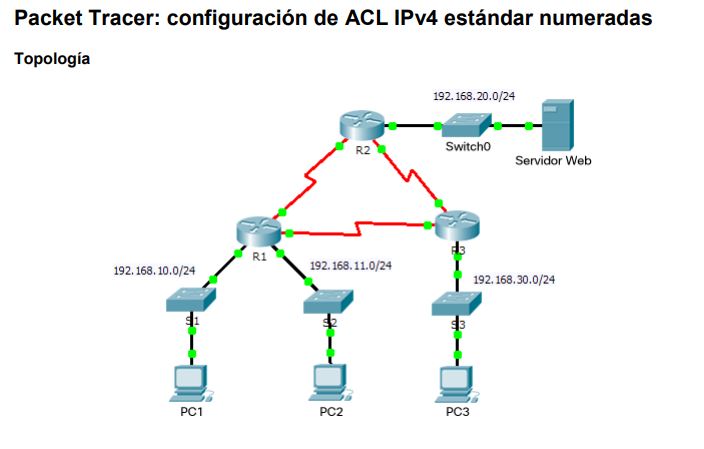 Packet Tracer: configuración de ACL IPv4 estándar numeradas
Topología
192.168.20.0/24
R2
Switch0
Servidor Web
R1
R3
192.168.10.0/24
192.168.11.0/24
192.168.30.0/24
S1
S2
S3
PC1
PC2
PC3